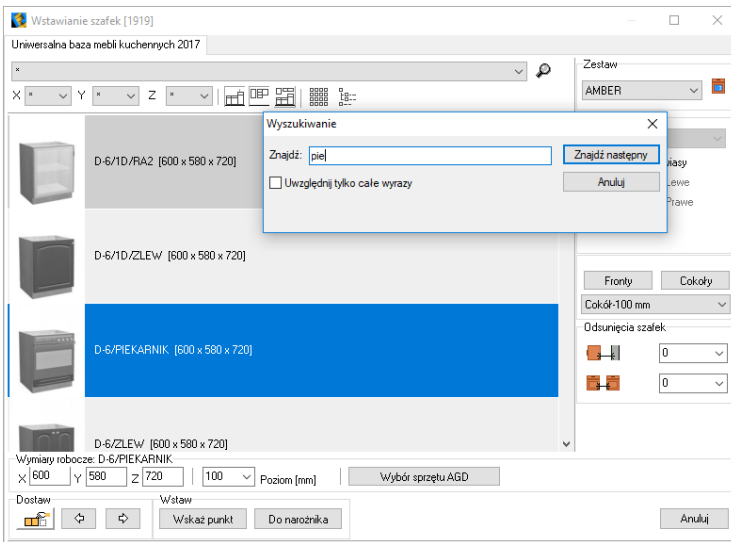 Wstawianie szafek [1919]
Uniwersalna baza mebli kuchennych 2017
*
X * Y * Z *
Zestaw
AMBER
Wyszukiwanie
Znajdź: pie Znajdź następny
Uwzględnij tylko całe wyrazy Anuluj
iasy
Lewe
Prawe
D-6/1D/RA2 [600 x 580 x 720]
D-6/1D/ZLEW [600 x 580 x 720]
D-6/PIEKARNIK [600 x 580 x 720]
D-6/ZLEW [600 x 580 x 720]
Fronty Cokoły
Cokół-100 mm
Odsunięcia szafek
0
0
Wymiary robocze: D-6/PIEKARNIK
X 600 Y 580 Z 720 100 Poziom [mm] Wybór sprzętu AGD
Dostaw Wstaw
Wskaż punkt Do narożnika Anuluj